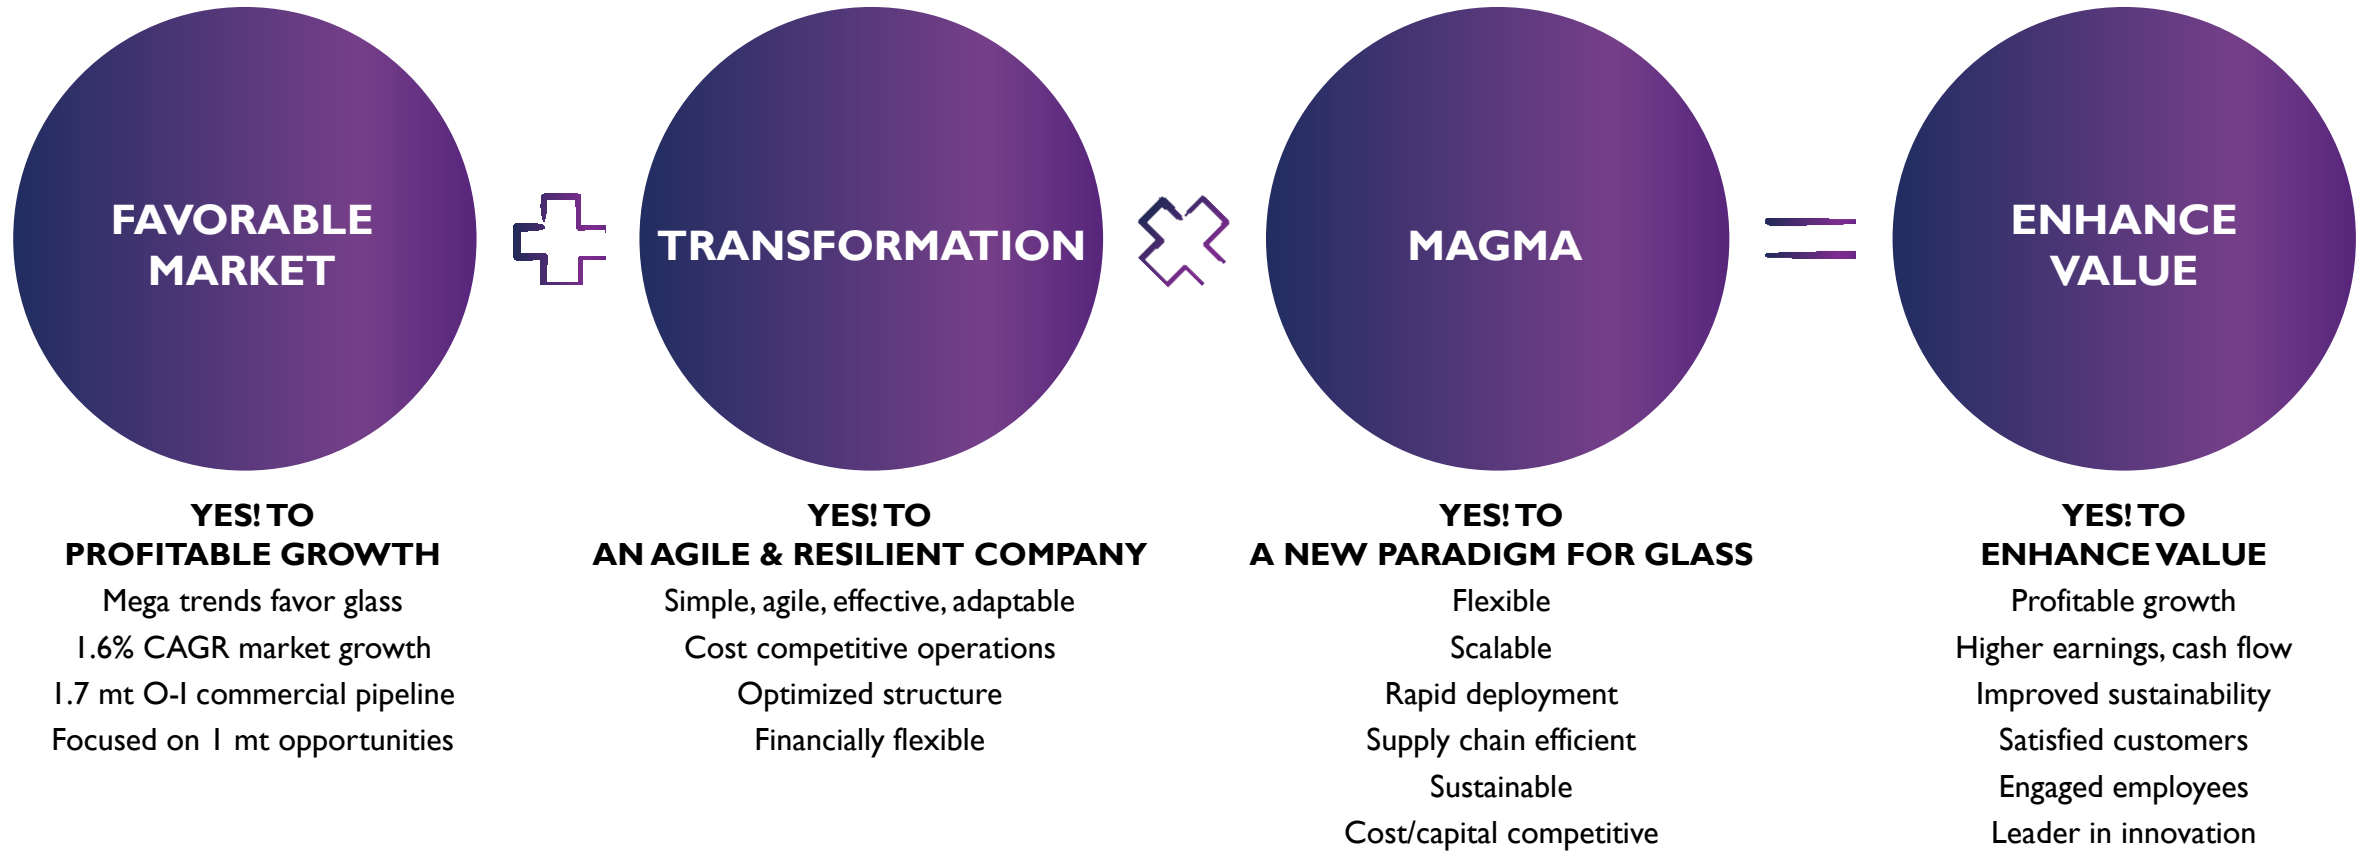 FAVORABLE
MARKET
TRANSFORMATION
MAGMA
ENHANCE
VALUE
YES! TO
PROFITABLE GROWTH
Mega trends favor glass
1.6% CAGR market growth
1.7 mt O-I commercial pipeline
Focused on 1 mt opportunities
YES! TO
AN AGILE & RESILIENT COMPANY
Simple, agile, effective, adaptable
Cost competitive operations
Optimized structure
Financially flexible
YES! TO
A NEW PARADIGM FOR GLASS
Flexible
Scalable
Rapid deployment
Supply chain efficient
Sustainable
Cost/capital competitive
YES! TO
ENHANCE VALUE
Profitable growth
Higher earnings, cash flow
Improved sustainability
Satisfied customers
Engaged employees
Leader in innovation